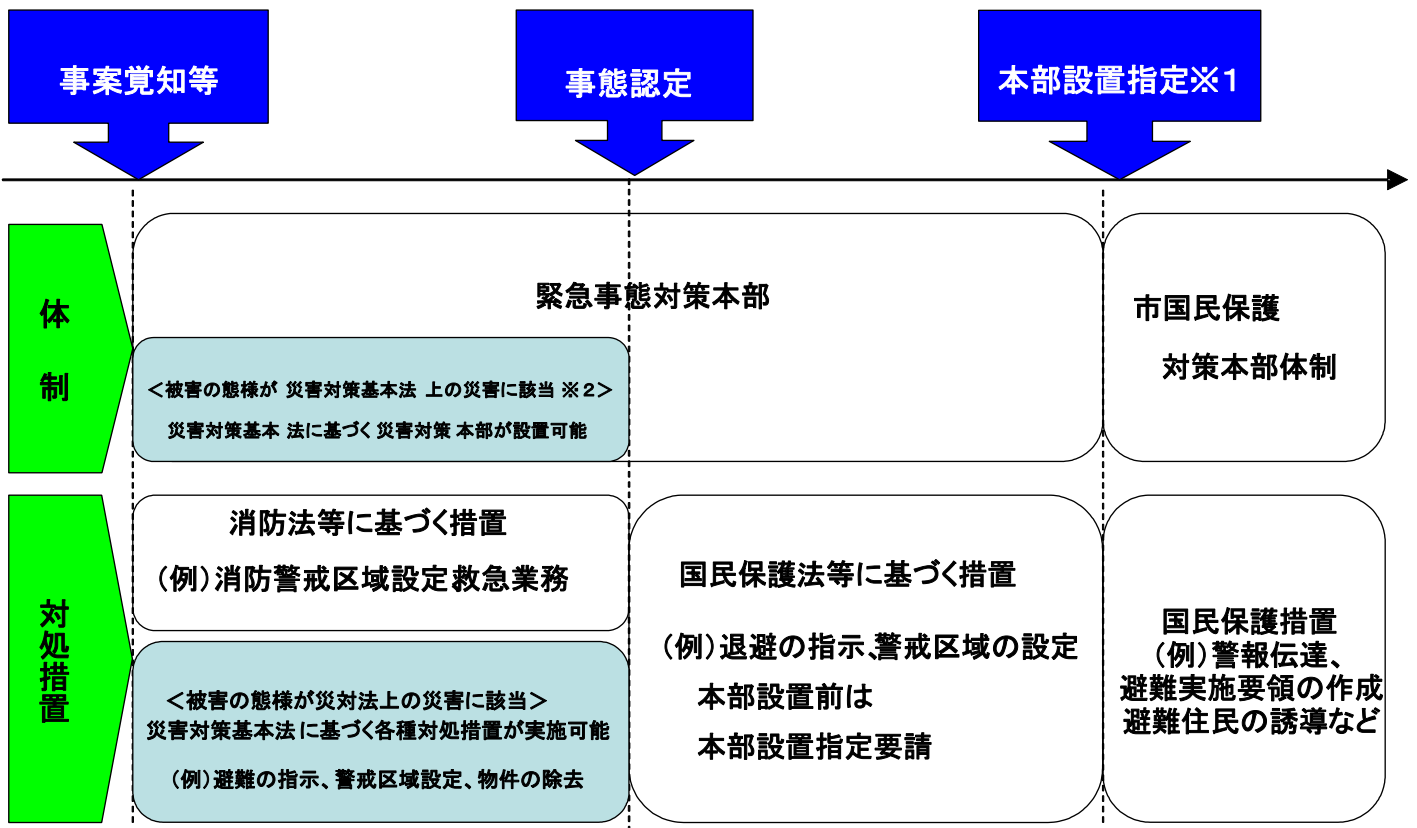 事案覚知等
事態認定
本部設置指定※1
体
制
緊急事態対策本部
＜被害の態様が 災害対策基本法 上の災害に該当 ※２＞
災害対策基本 法に基づく 災害対策 本部が設置可能
市国民保護
対策本部体制
対処措置
消防法等に基づく措置
（例）消防警戒区域設定、救急業務
＜被害の態様が災対法上の災害に該当＞
災害対策基本法 に基づく各種対処措置が実施可能
（例）避難の指示、警戒区域設定、物件の除去
国民保護法等に基づく措置
（例）退避の指示、警戒区域の設定
本部設置前は
本部設置指定要請
国民保護措置
（例）警報伝達、
避難実施要領の作成
避難住民の誘導など